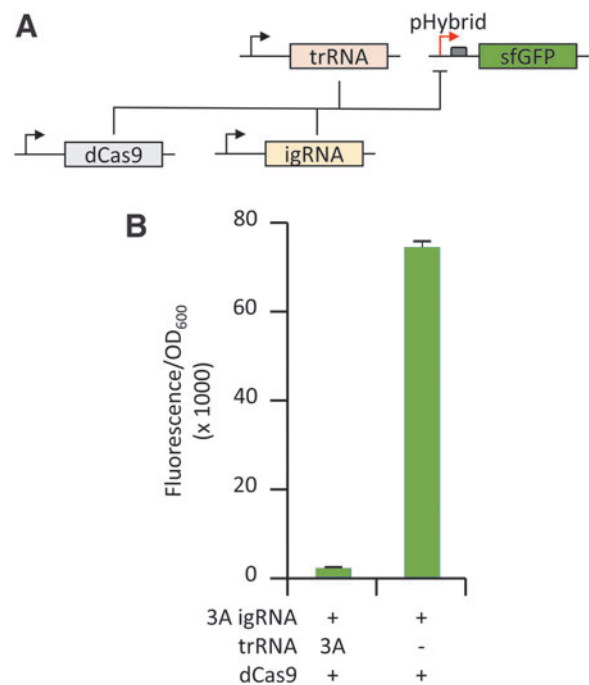 A
pHybrid
trRNA
sfGFP
dCas9
igRNA
B
Fluorescence/OD600
(x 1000)
80
60
40
20
0
3A igRNA + +
trRNA 3A -
dCas9 + +